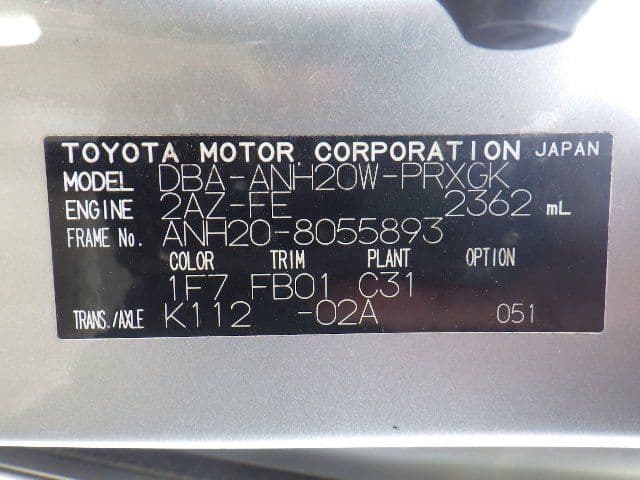 TOYOTA MOTOR CORPORATION JAPAN
MODEL DBA-ANH20W-PRXGK
ENGINE 2AZ-FE 2362 mL
FRAME No. ANH20-8055893
COLOR TRIM PLANT OPTION
1F7 FB01 C31
TRANS./AXLE K112 -02A 051